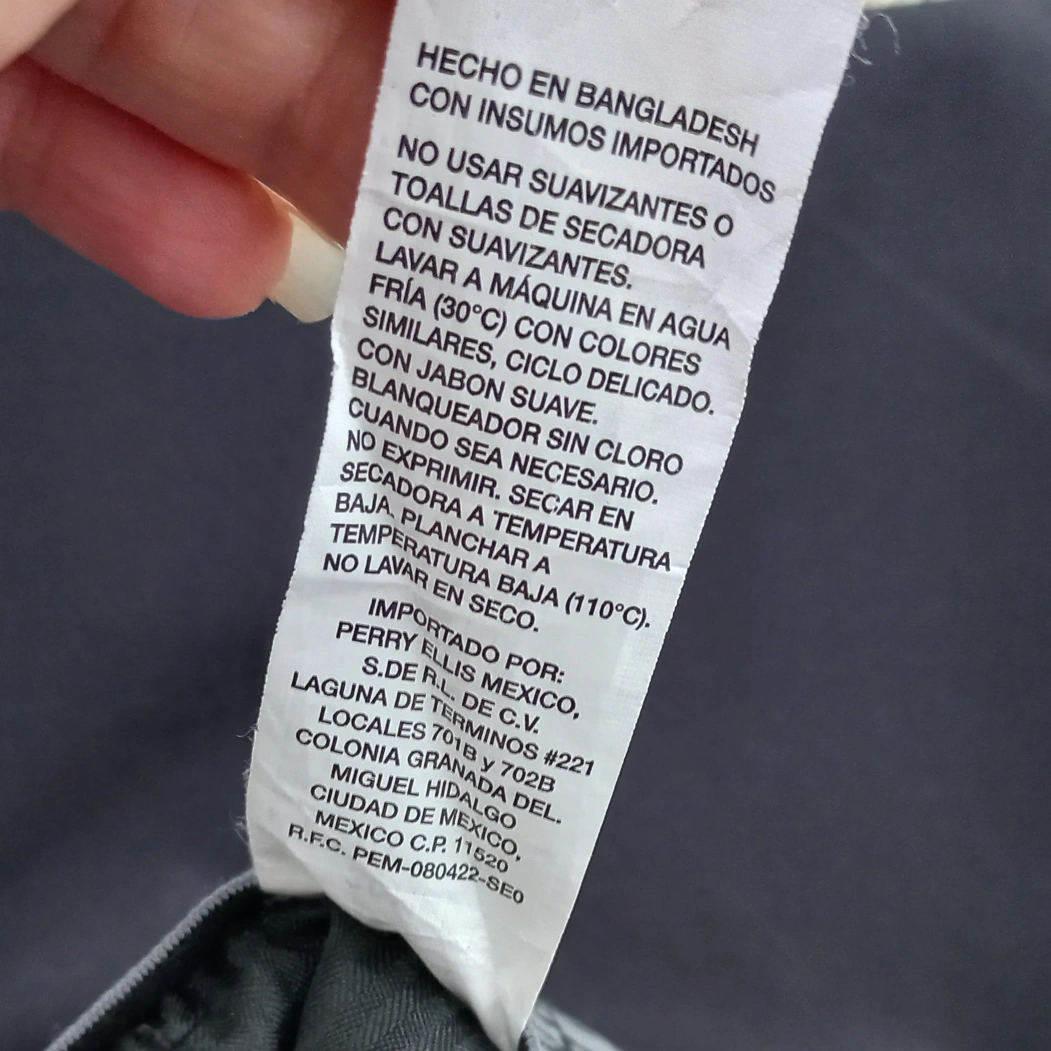 HECHO EN BANGLADESH
CON INSUMOS IMPORTADOS
NO USAR SUAVIZANTES O
TOALLAS DE SECADORA
CON SUAVIZANTES.
LAVAR A MÁQUINA EN AGUA
FRÍA (30°C) CON COLORES
SIMILARES, CICLO DELICADO.
CON JABON SUAVE.
BLANQUEADOR SIN CLORO
CUANDO SEA NECESARIO.
NO EXPRIMIR. SECAR EN
SECADORA A TEMPERATURA
BAJA. PLANCHAR A
TEMPERATURA BAJA (110°C).
NO LAVAR EN SECO.
IMPORTADO POR:
PERRY ELLIS MEXICO,
S.DE R.L. DE C.V.
LAGUNA DE TERMINOS #221
LOCALES 701B y 702B
COLONIA GRANADA DEL.
MIGUEL HIDALGO
CIUDAD DE MEXICO,
MEXICO C.P. 11520
R.F.C. PEM-080422-SE0